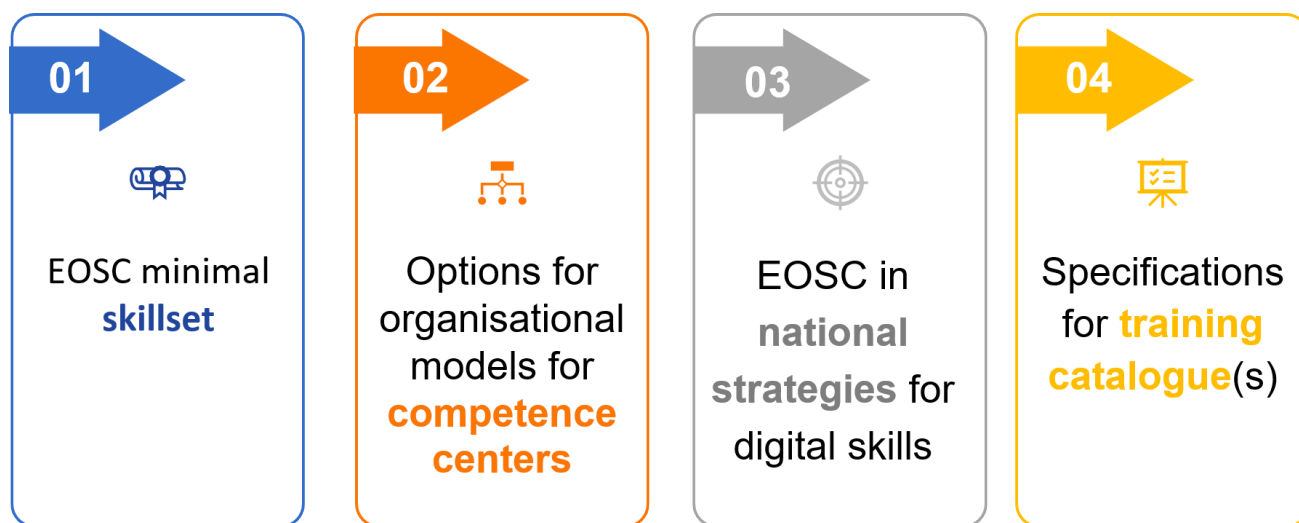 01
EOSC minimal
skillset
02
Options for
organisational
models for
competence
centers
03
EOSC in
national
strategies for
digital skills
04
Specifications
for training
catalogue(s)